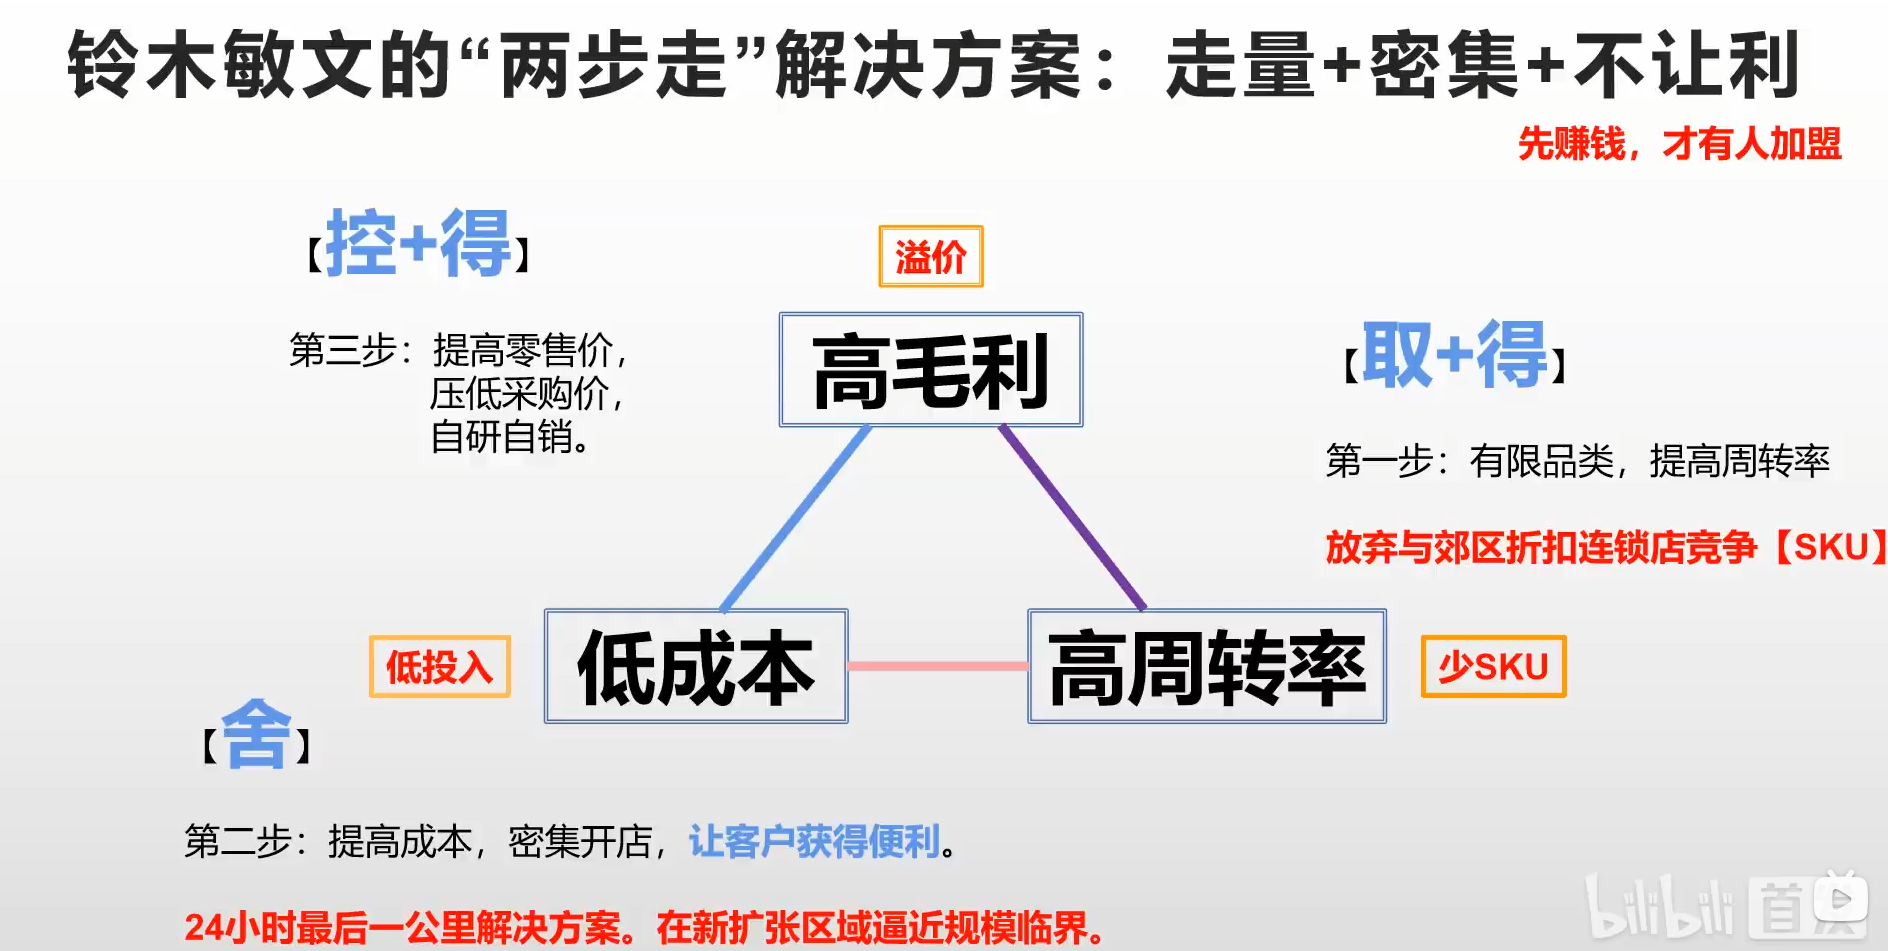 铃木敏文的“两步走”解决方案：走量+密集+不让利
先赚钱，才有人加盟
【控+得】
溢价
第三步：提高零售价，
压低采购价，
自研自销。
高毛利
【取+得】
第一步：有限品类，提高周转率
放弃与郊区折扣连锁店竞争【SKU】
低投入
低成本
高周转率
少SKU
【舍】
第二步：提高成本，密集开店，让客户获得便利。
24小时最后一公里解决方案。在新扩张区域逼近规模临界。
bilibili 首